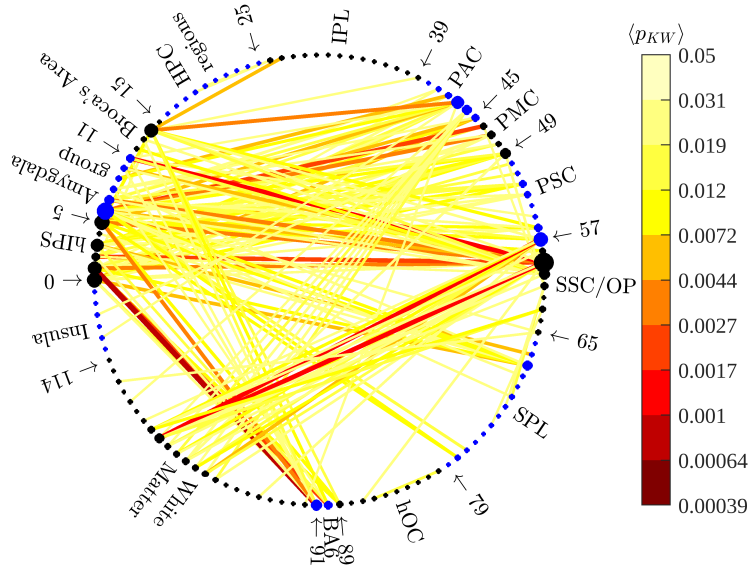 IPL
39
PAC
45
PMC
49
PSC
57
SSC/OP
65
SPL
79
hOC
89
BA6
91
White
Matter
114
Insula
0
hIPS
5
Amygdala
group
11
Broca's Area
15
HPC
regions
25
⟨p_KW⟩
0.05
0.031
0.019
0.012
0.0072
0.0044
0.0027
0.0017
0.001
0.00064
0.00039